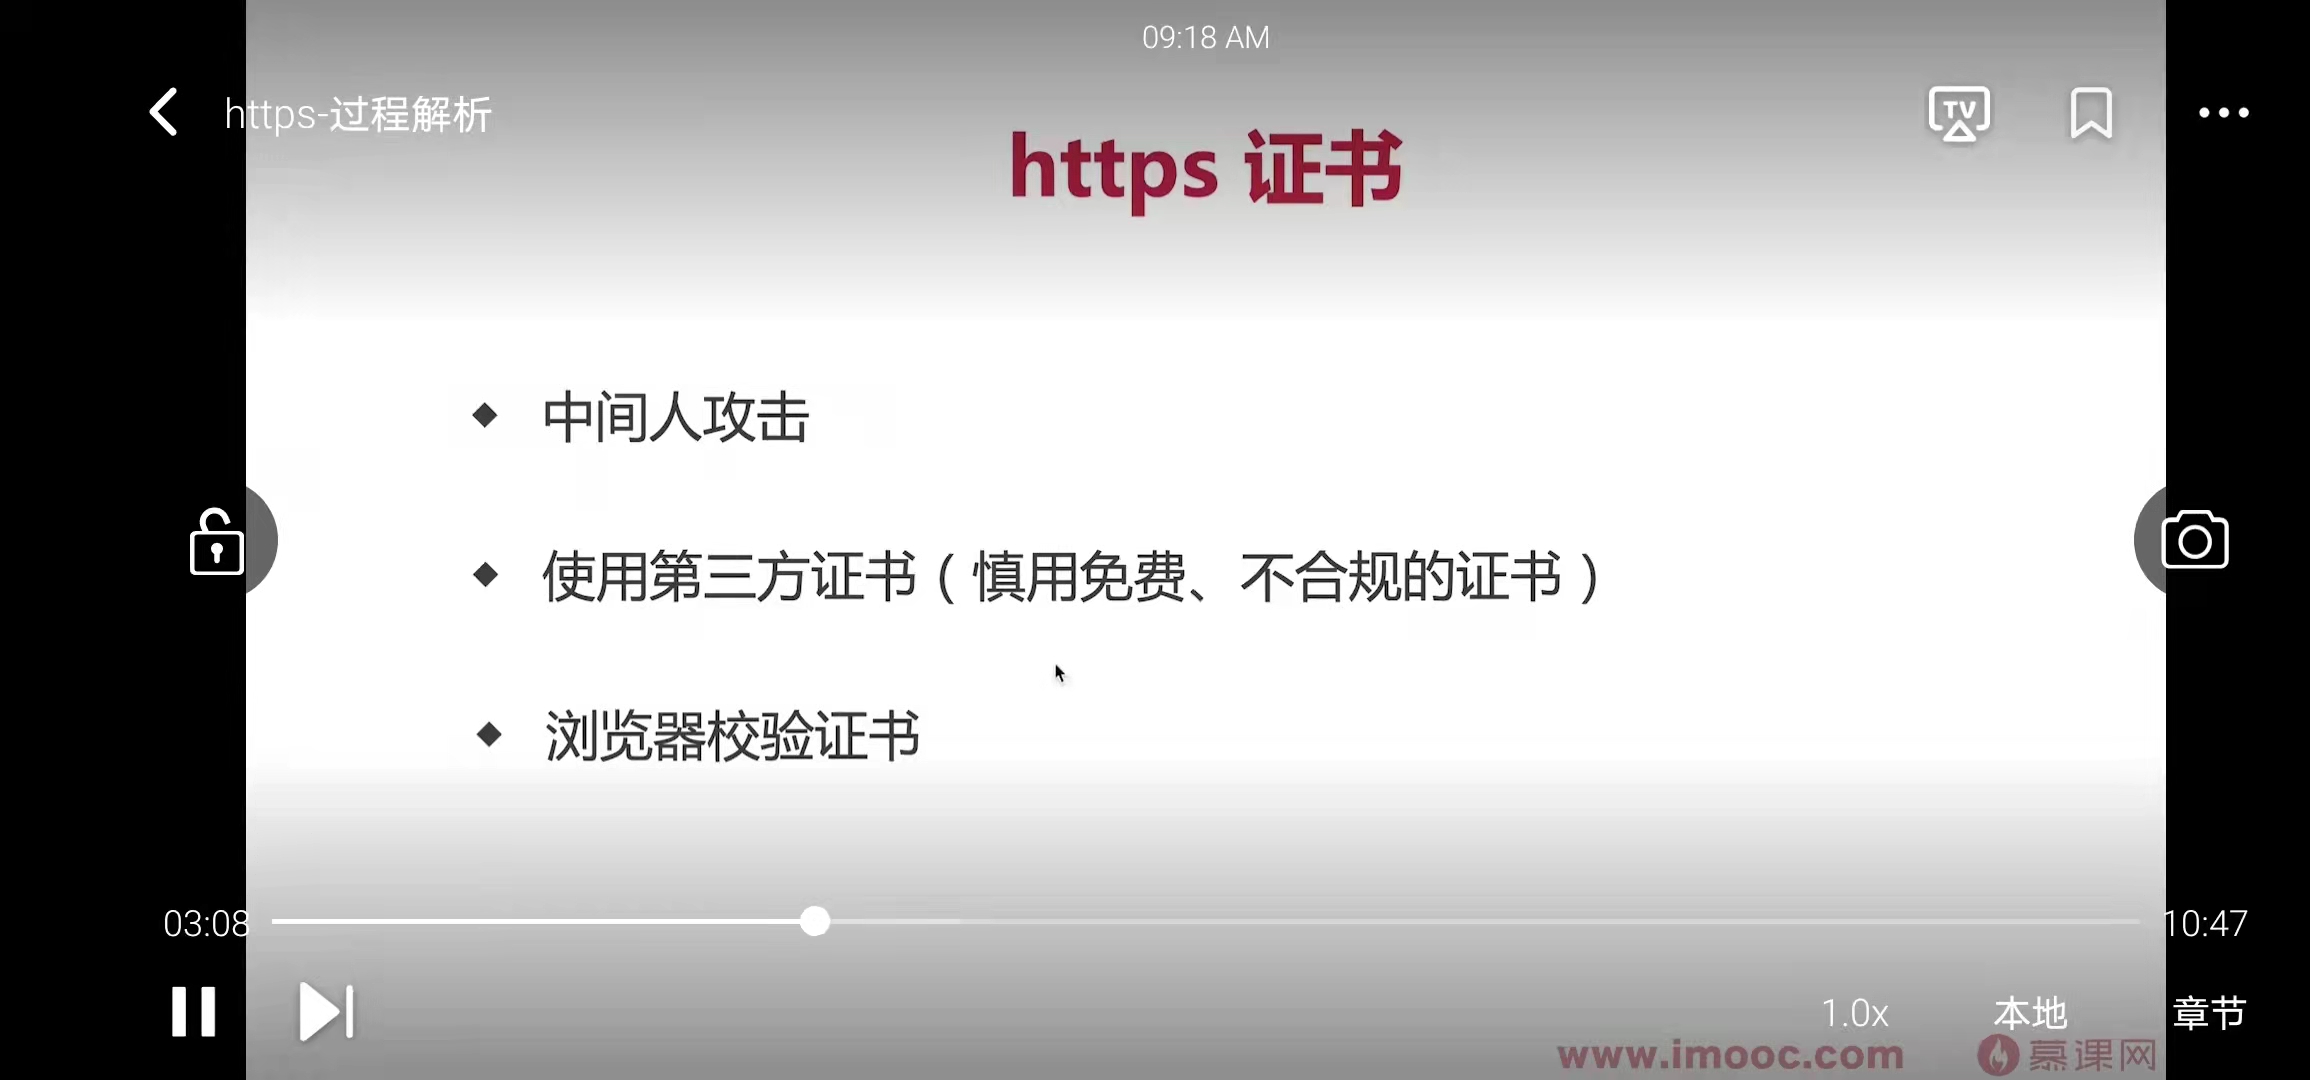 09:18 AM
https-过程解析
TV
https 证书
中间人攻击
使用第三方证书（慎用免费、不合规的证书）
浏览器校验证书
03:08
10:47
1.0x
本地
章节
www.imooc.com
慕课网